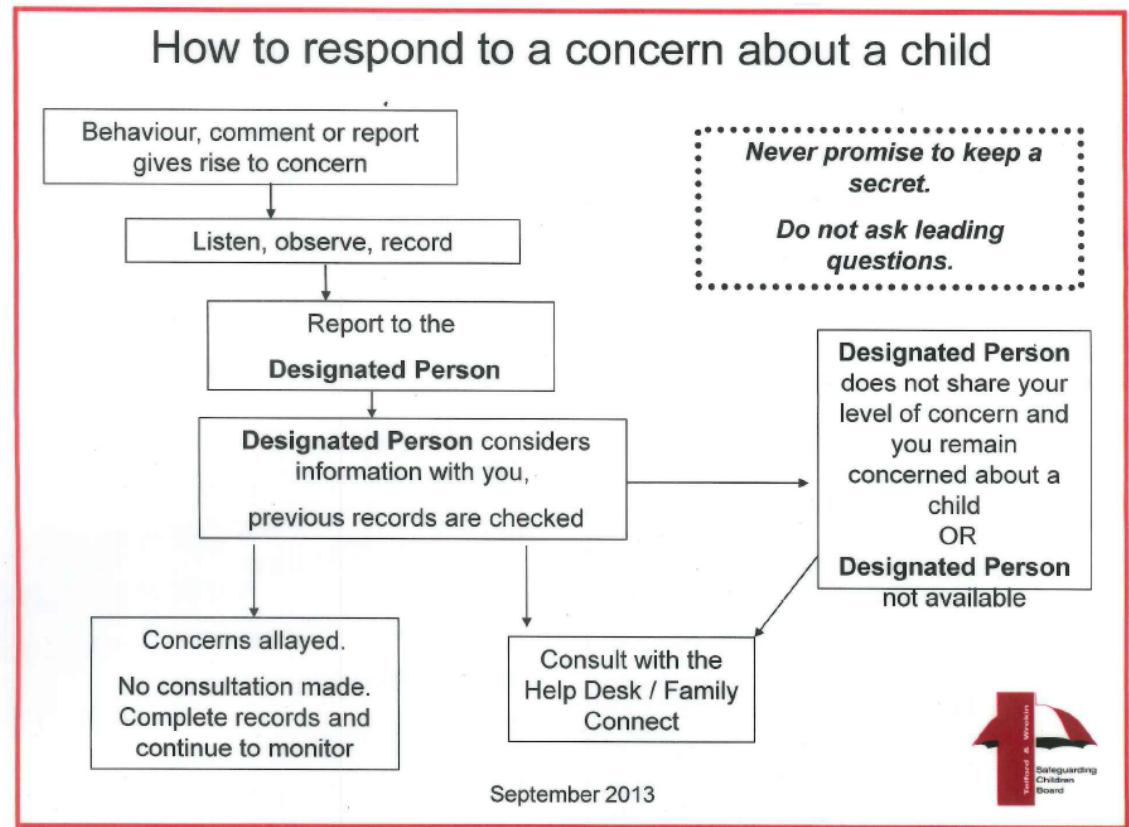 How to respond to a concern about a child
Behaviour, comment or report
gives rise to concern
Never promise to keep a
secret.
Do not ask leading
questions.
Listen, observe, record
Report to the
Designated Person
Designated Person considers
information with you,
previous records are checked
Designated Person
does not share your
level of concern and
you remain
concerned about a
child
OR
Designated Person
not available
Concerns allayed.
No consultation made.
Complete records and
continue to monitor
Consult with the
Help Desk / Family
Connect
September 2013
Telford & Wrekin
Safeguarding
Children
Board